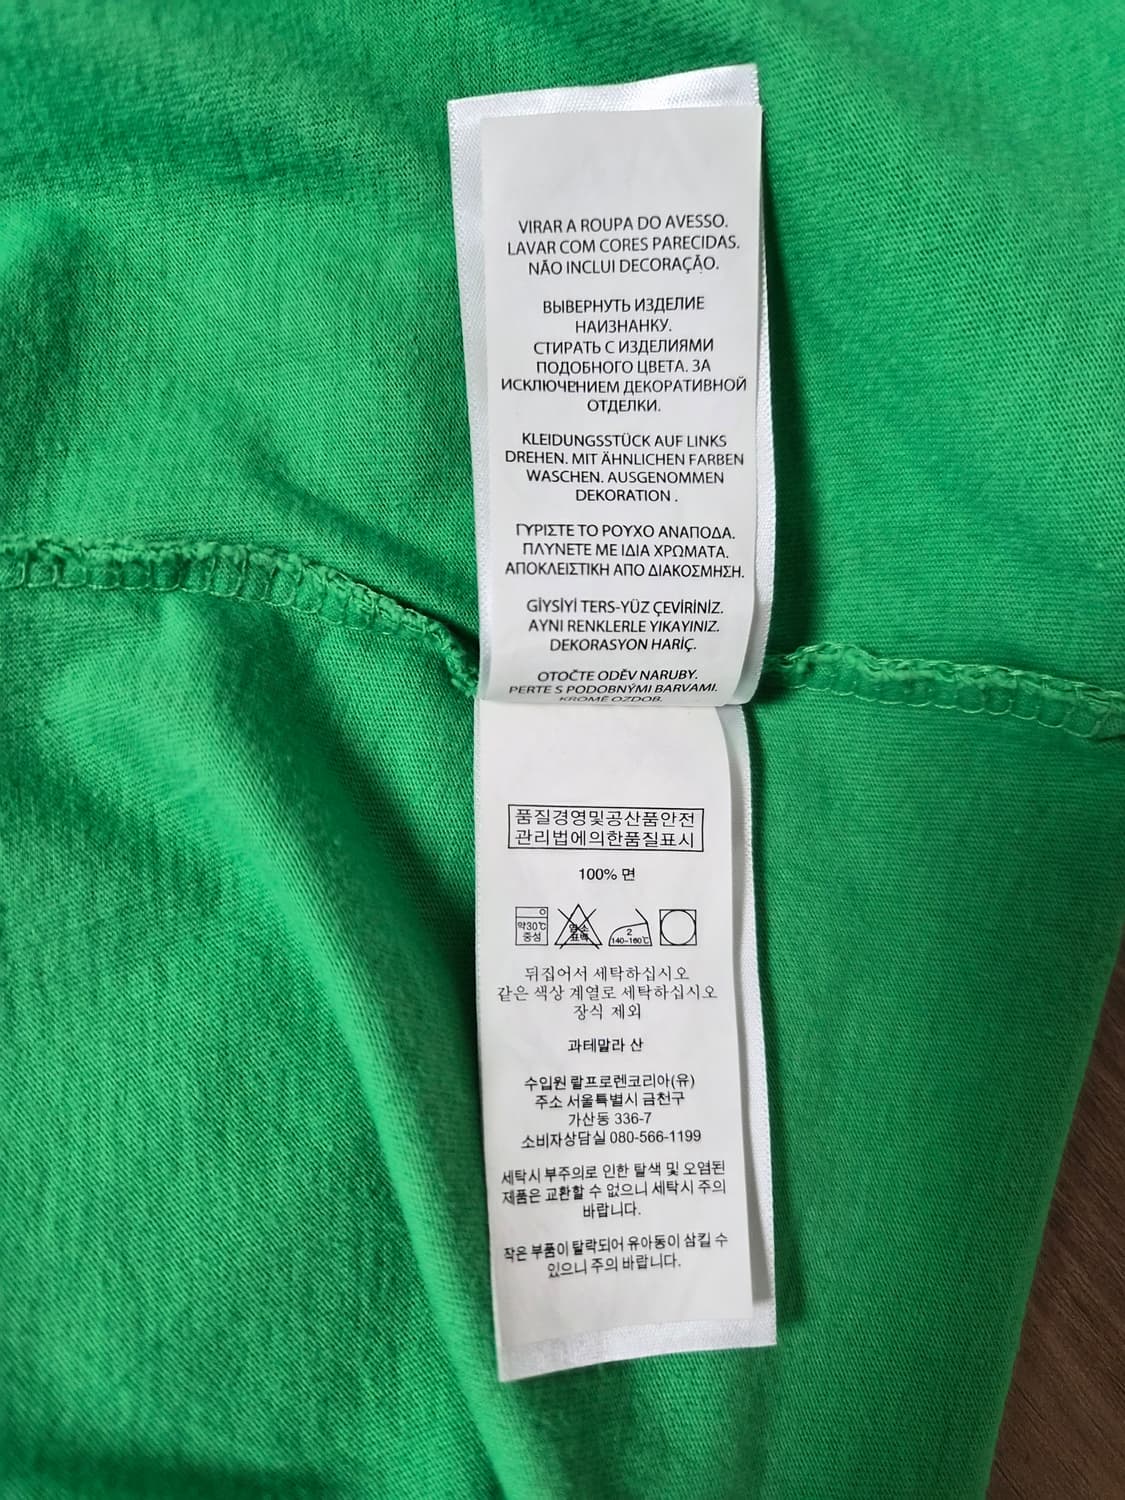 VIRAR A ROUPA DO AVESSO.
LAVAR COM CORES PARECIDAS.
NÃO INCLUI DECORAÇÃO.
ВЫВЕРНУТЬ ИЗДЕЛИЕ
НАИЗНАНКУ.
СТИРАТЬ С ИЗДЕЛИЯМИ
ПОДОБНОГО ЦВЕТА. ЗА
ИСКЛЮЧЕНИЕМ ДЕКОРАТИВНОЙ
ОТДЕЛКИ.
KLEIDUNGSSTÜCK AUF LINKS
DREHEN. MIT ÄHNLICHEN FARBEN
WASCHEN. AUSGENOMMEN
DEKORATION .
ΓΥΡΙΣΤΕ ΤΟ ΡΟΥΧΟ ΑΝΑΠΟΔΑ.
ΠΛΥΝΕΤΕ ΜΕ ΙΔΙΑ ΧΡΩΜΑΤΑ.
ΑΠΟΚΛΕΙΣΤΙΚΗ ΑΠΟ ΔΙΑΚΟΣΜΗΣΗ.
GİYSİYİ TERS-YÜZ ÇEVİRİNİZ.
AYNI RENKLERLE YIKAYINIZ.
DEKORASYON HARİÇ.
OTOČTE ODĚV NARUBY.
PERTE S PODOBNÝMI BARVAMI.
KROMĚ OZDOB.
품질경영및공산품안전
관리법에의한품질표시
100% 면
약30℃
중성
염소
표백
2
140~160℃
뒤집어서 세탁하십시오
같은 색상 계열로 세탁하십시오
장식 제외
과테말라 산
수입원 랄프로렌코리아(유)
주소 서울특별시 금천구
가산동 336-7
소비자상담실 080-566-1199
세탁시 부주의로 인한 탈색 및 오염된
제품은 교환할 수 없으니 세탁시 주의
바랍니다.
작은 부품이 탈락되어 유아동이 삼킬 수
있으니 주의 바랍니다.